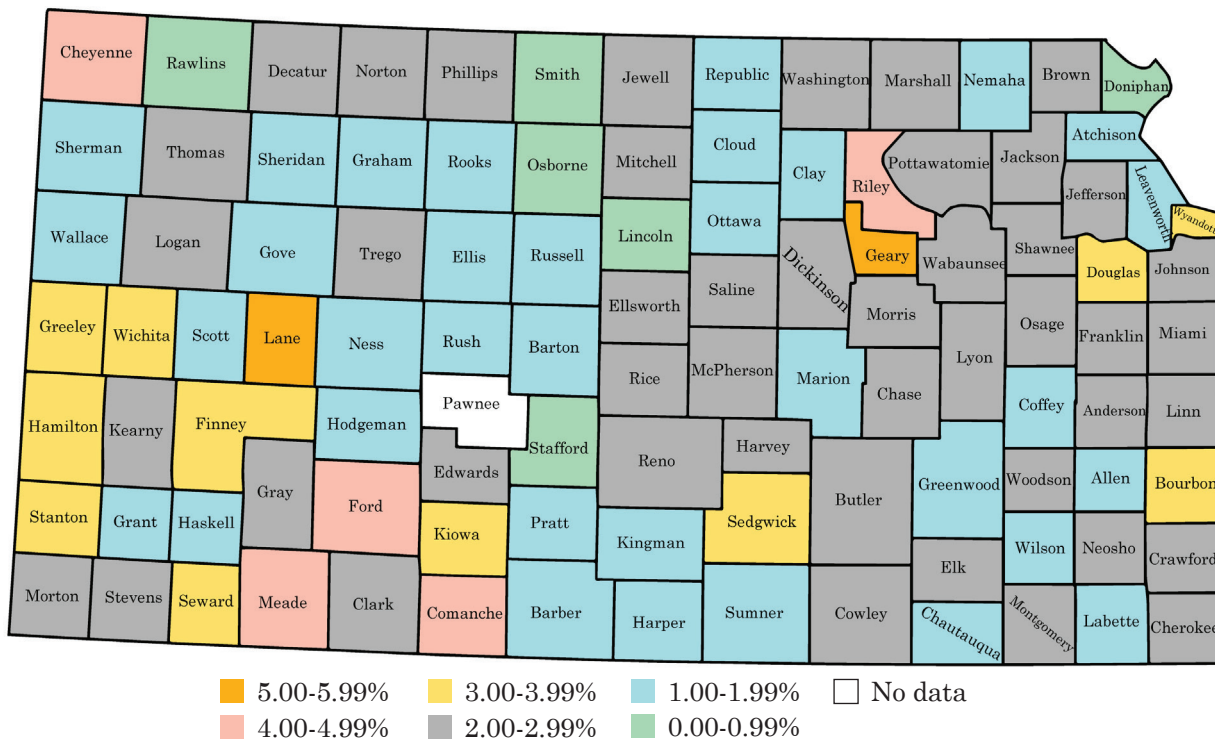 Cheyenne Rawlins Decatur Norton Phillips Smith Jewell Republic Washington Marshall Nemaha Brown Doniphan
Sherman Thomas Sheridan Graham Rooks Osborne Mitchell Cloud Clay Riley Pottawatomie Jackson Atchison
Jefferson Leavenworth Wyandott
Wallace Logan Gove Trego Ellis Russell Lincoln Ottawa Dickinson Geary Wabaunsee Shawnee Douglas Johnson
Greeley Wichita Scott Lane Ness Rush Barton Ellsworth Saline Morris Lyon Osage Franklin Miami
Hamilton Kearny Finney Hodgeman Pawnee Rice McPherson Marion Chase Coffey Anderson Linn
Stafford Edwards Reno Harvey
Stanton Grant Haskell Gray Ford Kiowa Pratt Kingman Sedgwick Butler Greenwood Woodson Allen Bourbon
Elk Wilson Neosho Crawford
Morton Stevens Seward Meade Clark Comanche Barber Harper Sumner Cowley Chautauqua Montgomery Labette Cherokee
5.00-5.99% 3.00-3.99% 1.00-1.99% No data
4.00-4.99% 2.00-2.99% 0.00-0.99%